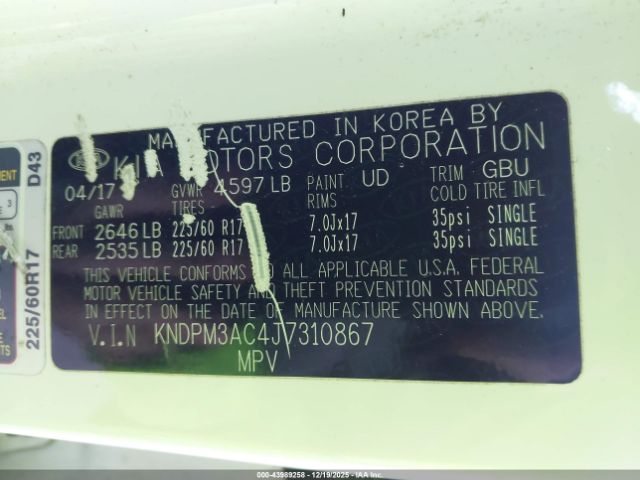 MANUFACTURED IN KOREA BY
KIA MOTORS CORPORATION
04/17 GVWR 4597 LB PAINT UD TRIM GBU
GAWR TIRES RIMS COLD TIRE INFL
FRONT 2646 LB 225/60 R17 7.0Jx17 35psi SINGLE
REAR 2535 LB 225/60 R17 7.0Jx17 35psi SINGLE
THIS VEHICLE CONFORMS TO ALL APPLICABLE U.S.A. FEDERAL
MOTOR VEHICLE SAFETY AND THEFT PREVENTION STANDARDS
IN EFFECT ON THE DATE OF MANUFACTURE SHOWN ABOVE.
V.I.N KNDPM3AC4J7310867
MPV
225/60R17 D43
3
000-43989258 - 12/19/2025 - COPYRIGHT IAA, LLC.